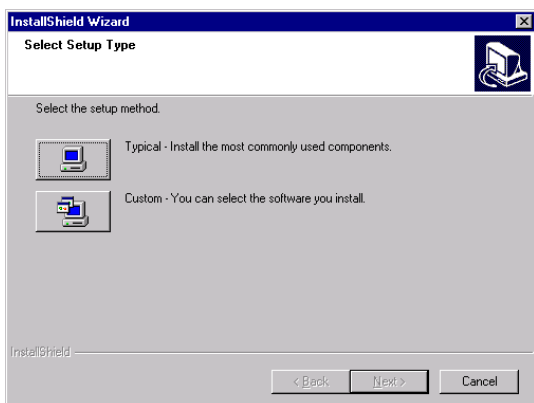 InstallShield Wizard
Select Setup Type
Select the setup method.
Typical - Install the most commonly used components.
Custom - You can select the software you install.
InstallShield
< Back
Next >
Cancel